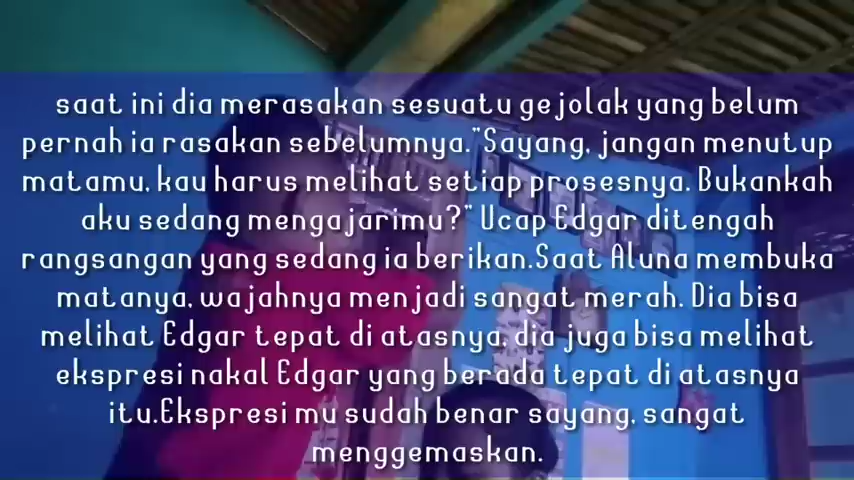 saat ini dia merasakan sesuatu gejolak yang belum
pernah ia rasakan sebelumnya."Sayang, jangan menutup
matamu, kau harus melihat setiap prosesnya. Bukankah
aku sedang mengajarimu?" Ucap Edgar ditengah
rangsangan yang sedang ia berikan.Saat Aluna membuka
matanya, wajahnya menjadi sangat merah. Dia bisa
melihat Edgar tepat di atasnya, dia juga bisa melihat
ekspresi nakal Edgar yang berada tepat di atasnya
itu.Ekspresi mu sudah benar sayang, sangat
menggemaskan.